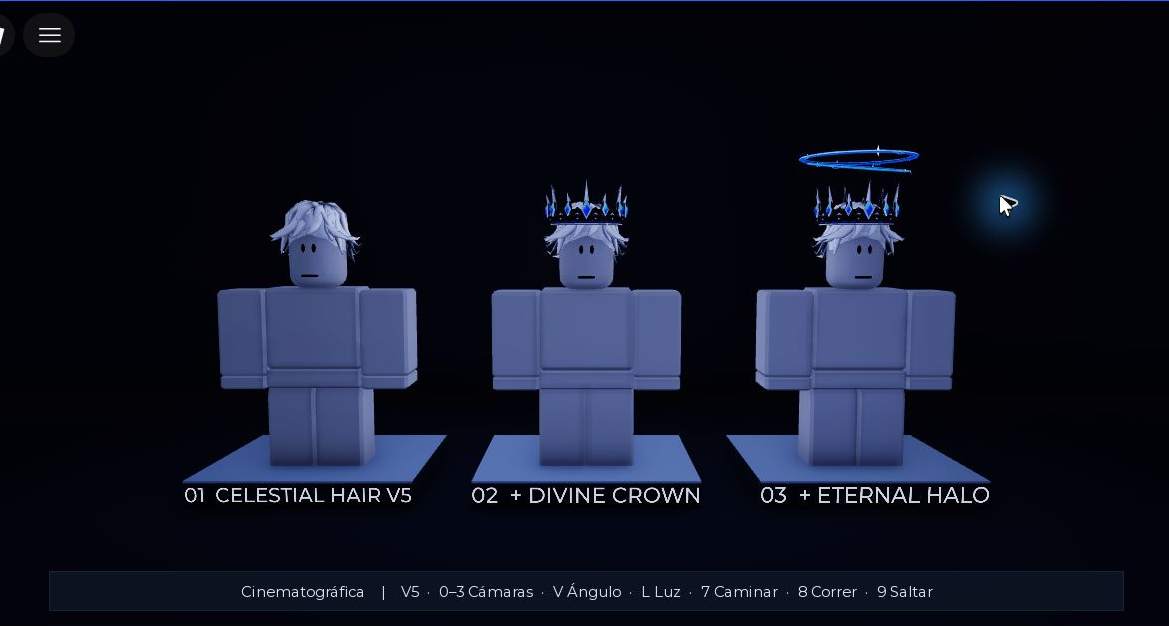 01 CELESTIAL HAIR V5
02 + DIVINE CROWN
03 + ETERNAL HALO
Cinematográfica | V5 · 0–3 Cámaras · V Ángulo · L Luz · 7 Caminar · 8 Correr · 9 Saltar